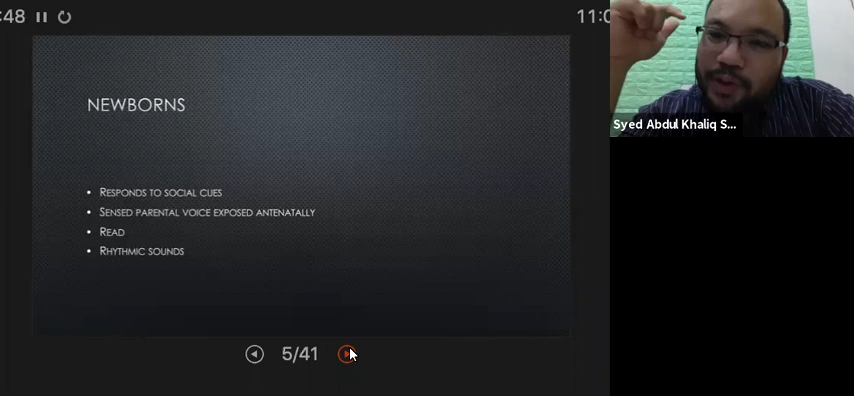 :48
11:0
NEWBORNS
• RESPONDS TO SOCIAL CUES
• SENSED PARENTAL VOICE EXPOSED ANTENATALLY
• READ
• RHYTHMIC SOUNDS
5/41
Syed Abdul Khaliq S...